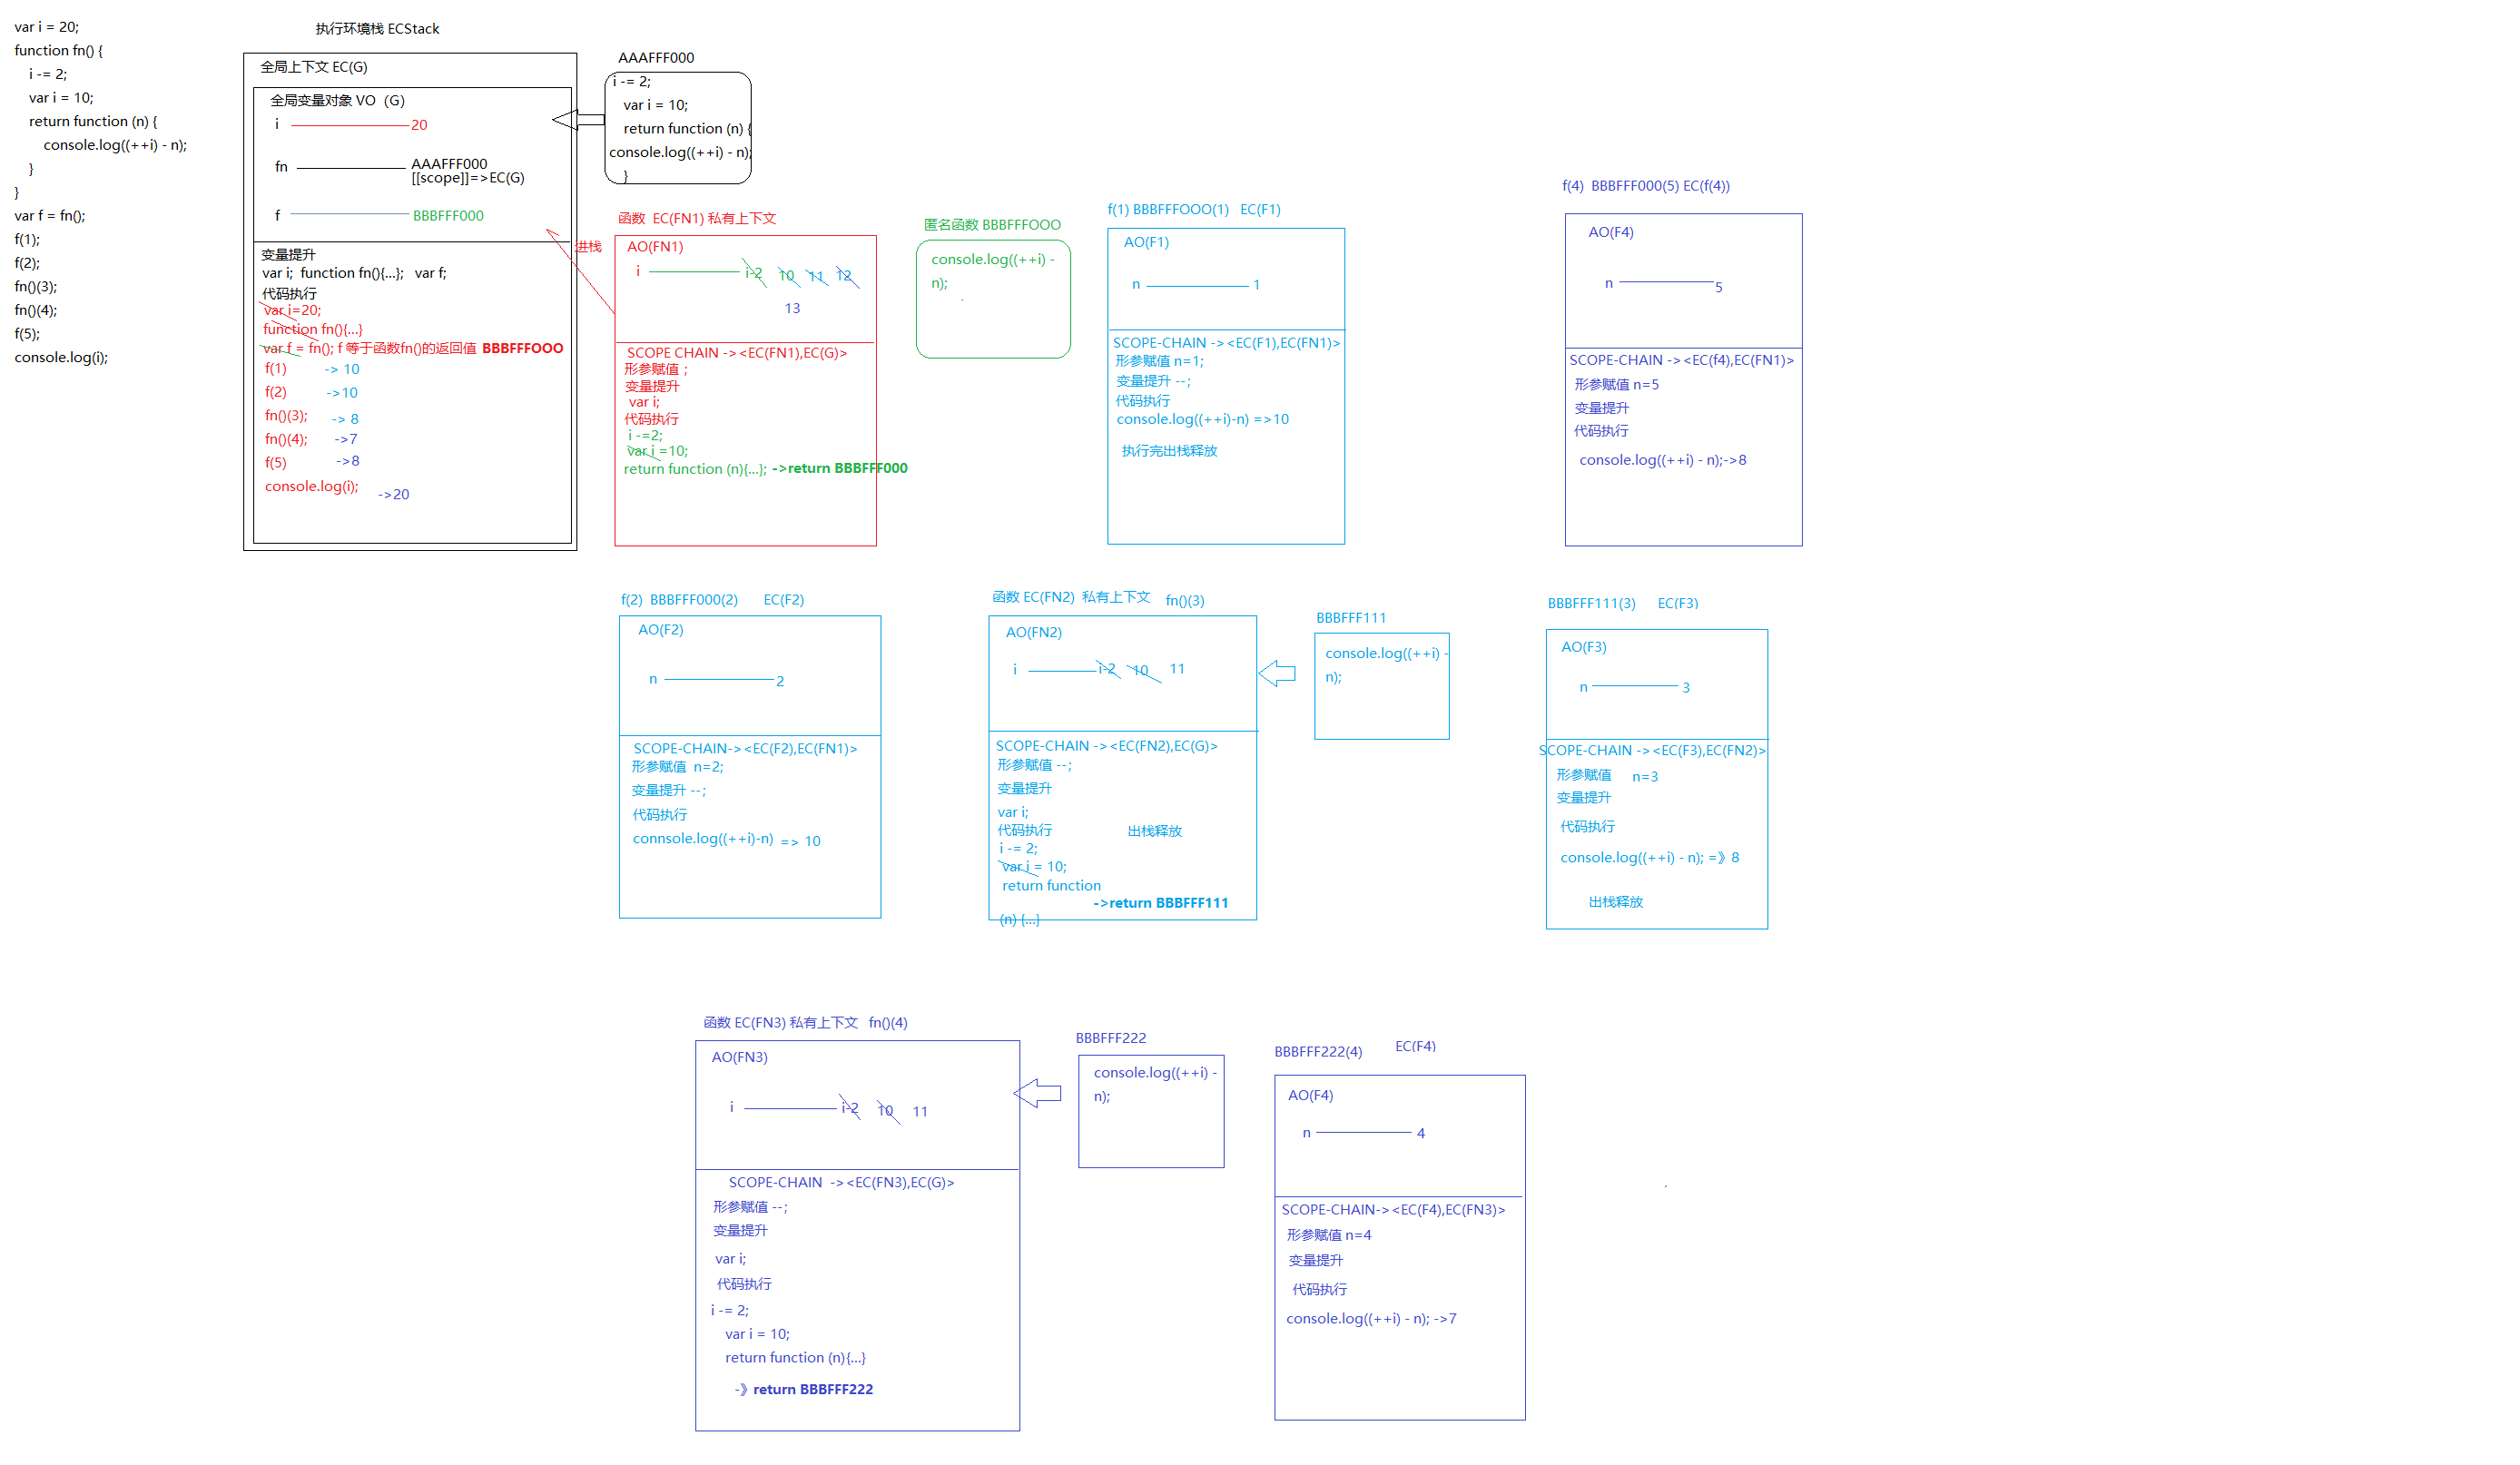 var i = 20;
function fn() {
i -= 2;
var i = 10;
return function (n) {
console.log((++i) - n);
}
}
var f = fn();
f(1);
f(2);
fn()(3);
fn()(4);
f(5);
console.log(i);
执行环境栈 ECStack
全局上下文 EC(G)
全局变量对象 VO（G）
i 20
fn AAAFFF000
[[scope]]=>EC(G)
f BBBFFF000
变量提升
var i; function fn(){...}; var f;
代码执行
var i=20;
function fn(){...}
var f = fn(); f 等于函数fn()的返回值 BBBFFFOOO
f(1) -> 10
f(2) ->10
fn()(3); -> 8
fn()(4); ->7
f(5) ->8
console.log(i); ->20
AAAFFF000
i -= 2;
var i = 10;
return function (n) {
console.log((++i) - n);
}
进栈
函数 EC(FN1) 私有上下文
AO(FN1)
i i-2 10 11 12
13
SCOPE CHAIN -><EC(FN1),EC(G)>
形参赋值 ;
变量提升
var i;
代码执行
i -=2;
var i =10;
return function (n){...}; ->return BBBFFF000
匿名函数 BBBFFFOOO
console.log((++i) -
n);
f(1) BBBFFFOOO(1) EC(F1)
AO(F1)
n 1
SCOPE-CHAIN -><EC(F1),EC(FN1)>
形参赋值 n=1;
变量提升 --;
代码执行
console.log((++i)-n) =>10
执行完出栈释放
f(4) BBBFFF000(5) EC(f(4))
AO(F4)
n 5
SCOPE-CHAIN -><EC(f4),EC(FN1)>
形参赋值 n=5
变量提升
代码执行
console.log((++i) - n);->8
f(2) BBBFFF000(2) EC(F2)
AO(F2)
n 2
SCOPE-CHAIN-><EC(F2),EC(FN1)>
形参赋值 n=2;
变量提升 --;
代码执行
connsole.log((++i)-n) => 10
函数 EC(FN2) 私有上下文 fn()(3)
AO(FN2)
i i-2 10 11
SCOPE-CHAIN -><EC(FN2),EC(G)>
形参赋值 --;
变量提升
var i;
代码执行 出栈释放
i -= 2;
var i = 10;
return function
->return BBBFFF111
(n) {...}
BBBFFF111
console.log((++i) -
n);
BBBFFF111(3) EC(F3)
AO(F3)
n 3
SCOPE-CHAIN -><EC(F3),EC(FN2)>
形参赋值 n=3
变量提升
代码执行
console.log((++i) - n); =》8
出栈释放
函数 EC(FN3) 私有上下文 fn()(4)
AO(FN3)
i i-2 10 11
SCOPE-CHAIN -><EC(FN3),EC(G)>
形参赋值 --;
变量提升
var i;
代码执行
i -= 2;
var i = 10;
return function (n){...}
-》return BBBFFF222
BBBFFF222
console.log((++i) -
n);
BBBFFF222(4) EC(F4)
AO(F4)
n 4
SCOPE-CHAIN-><EC(F4),EC(FN3)>
形参赋值 n=4
变量提升
代码执行
console.log((++i) - n); ->7